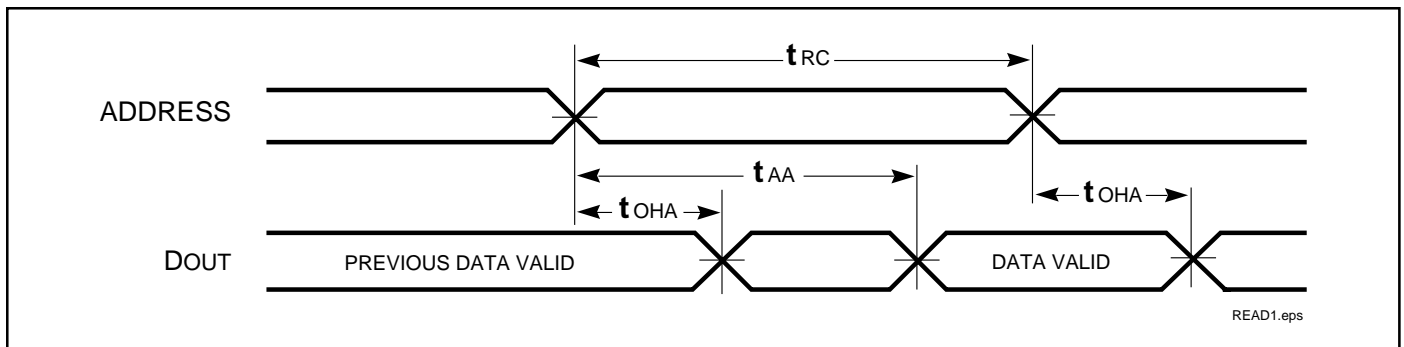 tRC
ADDRESS
tAA
tOHA
tOHA
DOUT
PREVIOUS DATA VALID
DATA VALID
READ1.eps